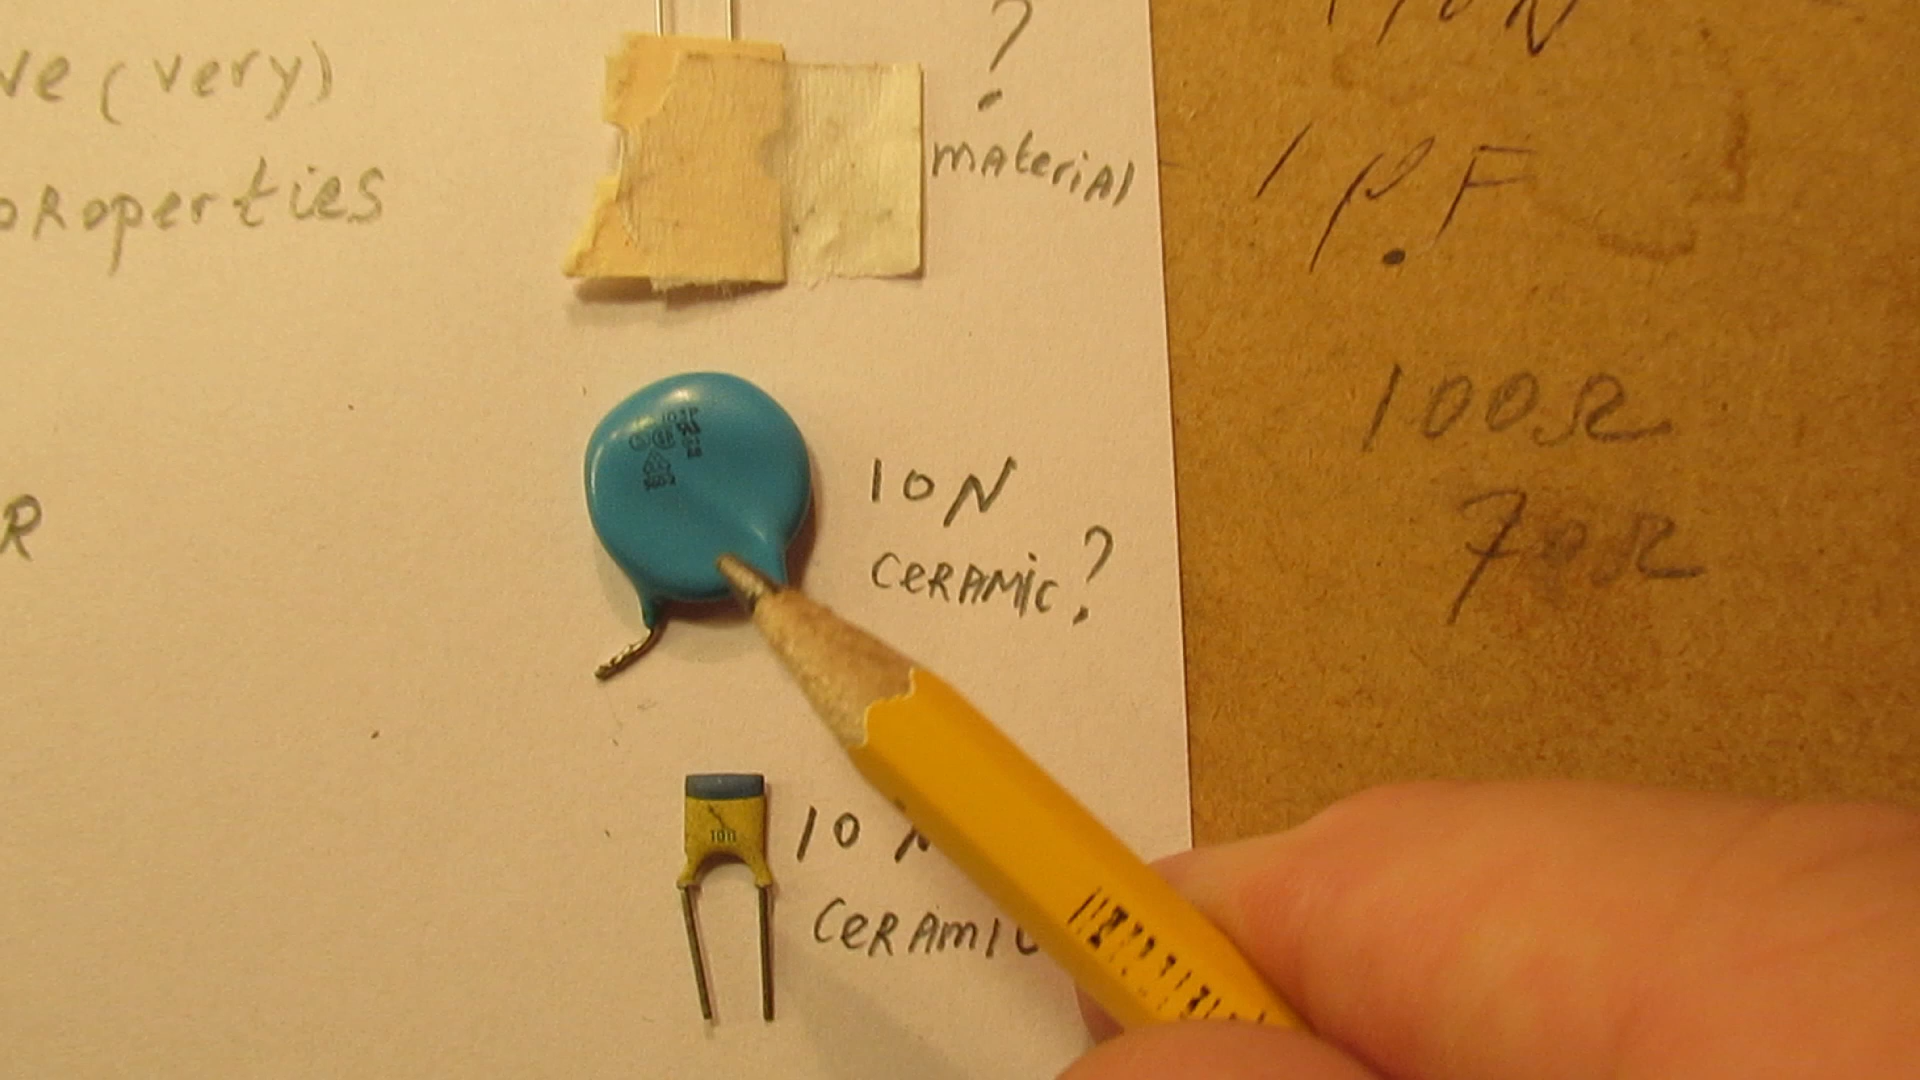 ve (very)
properties
R
?
material
10N
CERAMIC?
10 N
CERAMIC
10n
1 p.F
100Ω
70Ω